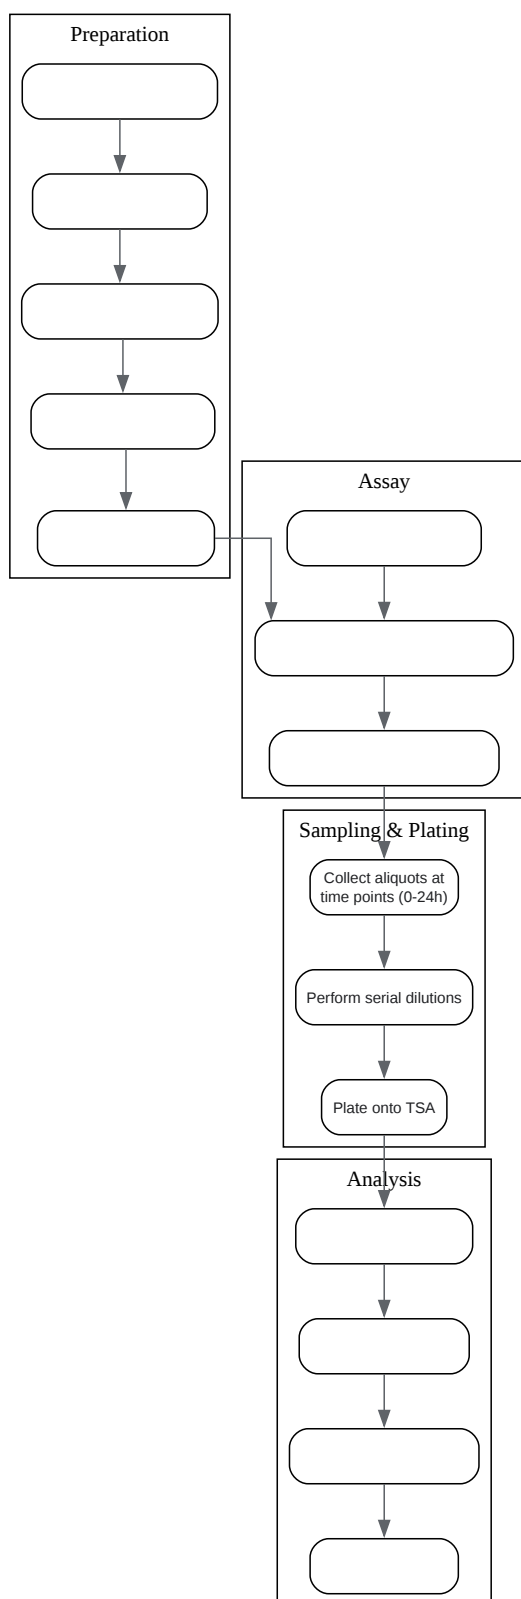 Preparation
Assay
Sampling & Plating
Collect aliquots at
time points (0-24h)
Perform serial dilutions
Plate onto TSA
Analysis